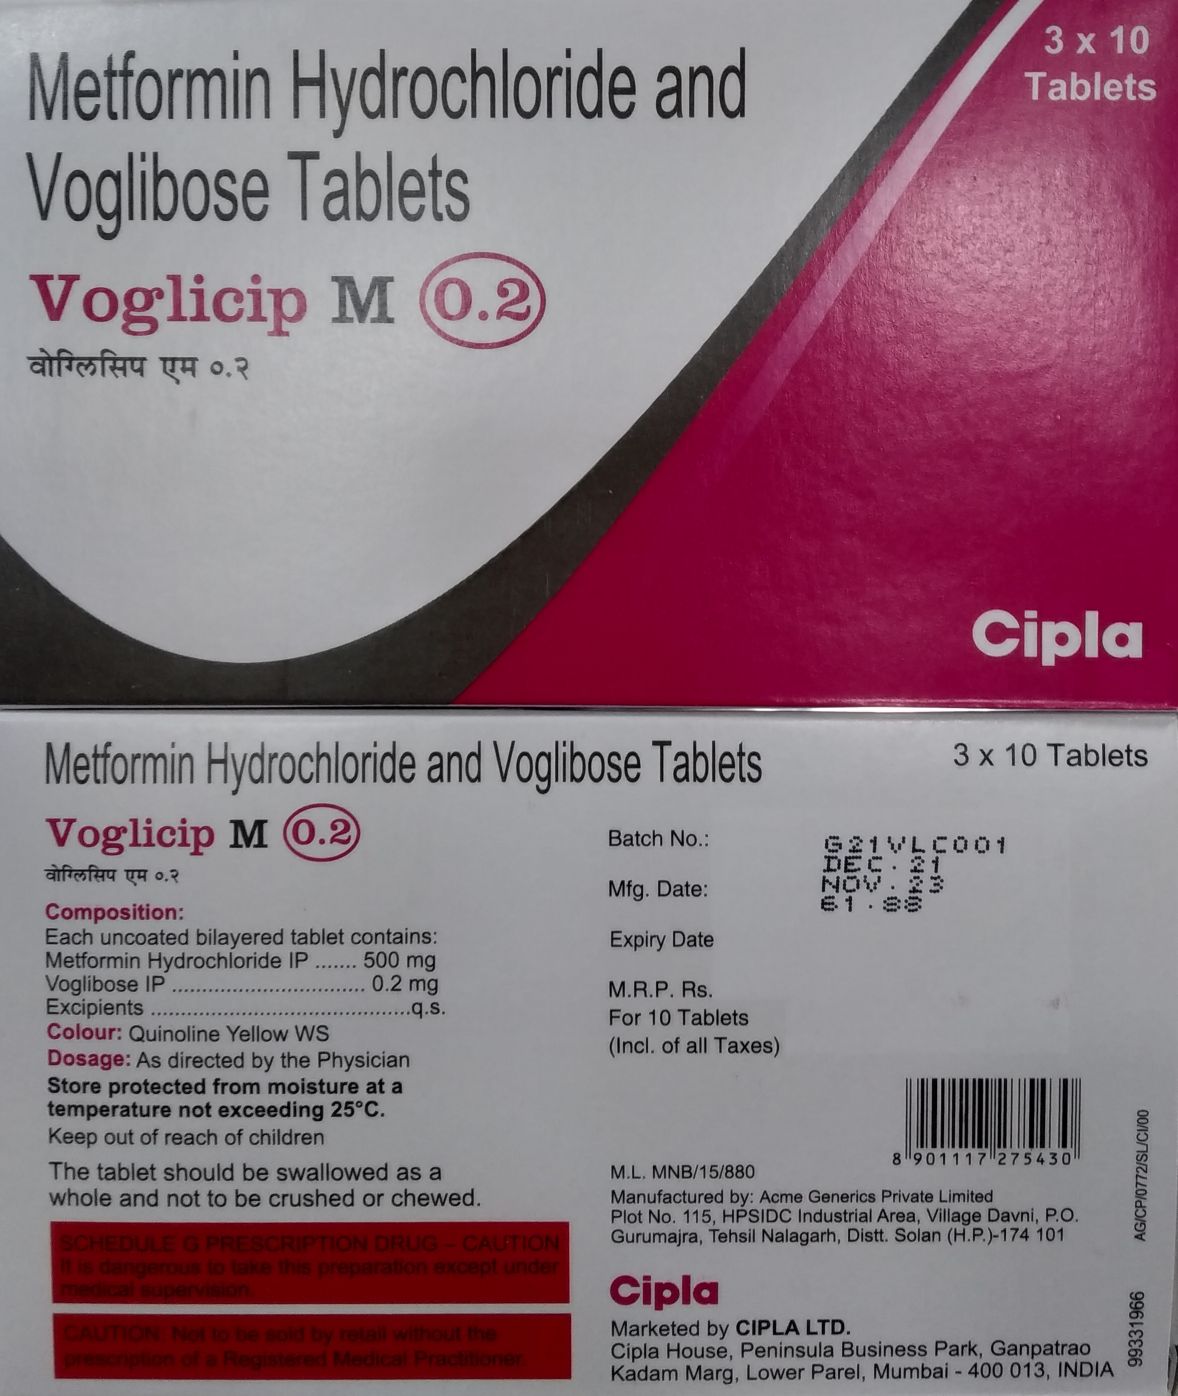 Metformin Hydrochloride and
Voglibose Tablets
3 x 10
Tablets
Voglicip M 0.2
वोग्लिसिप एम ०.२
Cipla
Metformin Hydrochloride and Voglibose Tablets
3 x 10 Tablets
Voglicip M 0.2
वोग्लिसिप एम ०.२
Composition:
Each uncoated bilayered tablet contains:
Metformin Hydrochloride IP ....... 500 mg
Voglibose IP ................................ 0.2 mg
Excipients ............................................q.s.
Colour: Quinoline Yellow WS
Dosage: As directed by the Physician
Store protected from moisture at a
temperature not exceeding 25°C.
Keep out of reach of children
The tablet should be swallowed as a
whole and not to be crushed or chewed.
SCHEDULE G PRESCRIPTION DRUG - CAUTION
It is dangerous to take this preparation except under
medical supervision.
CAUTION: Not to be sold by retail without the
prescription of a Registered Medical Practitioner.
Batch No.:
Mfg. Date:
Expiry Date
M.R.P. Rs.
For 10 Tablets
(Incl. of all Taxes)
G21VLC001
DEC.21
NOV.23
61.88
8 901117 275430
M.L. MNB/15/880
Manufactured by: Acme Generics Private Limited
Plot No. 115, HPSIDC Industrial Area, Village Davni, P.O.
Gurumajra, Tehsil Nalagarh, Distt. Solan (H.P.)-174 101
Cipla
Marketed by CIPLA LTD.
Cipla House, Peninsula Business Park, Ganpatrao
Kadam Marg, Lower Parel, Mumbai - 400 013, INDIA
AG/CP/0772/SL/CI/00
99331966